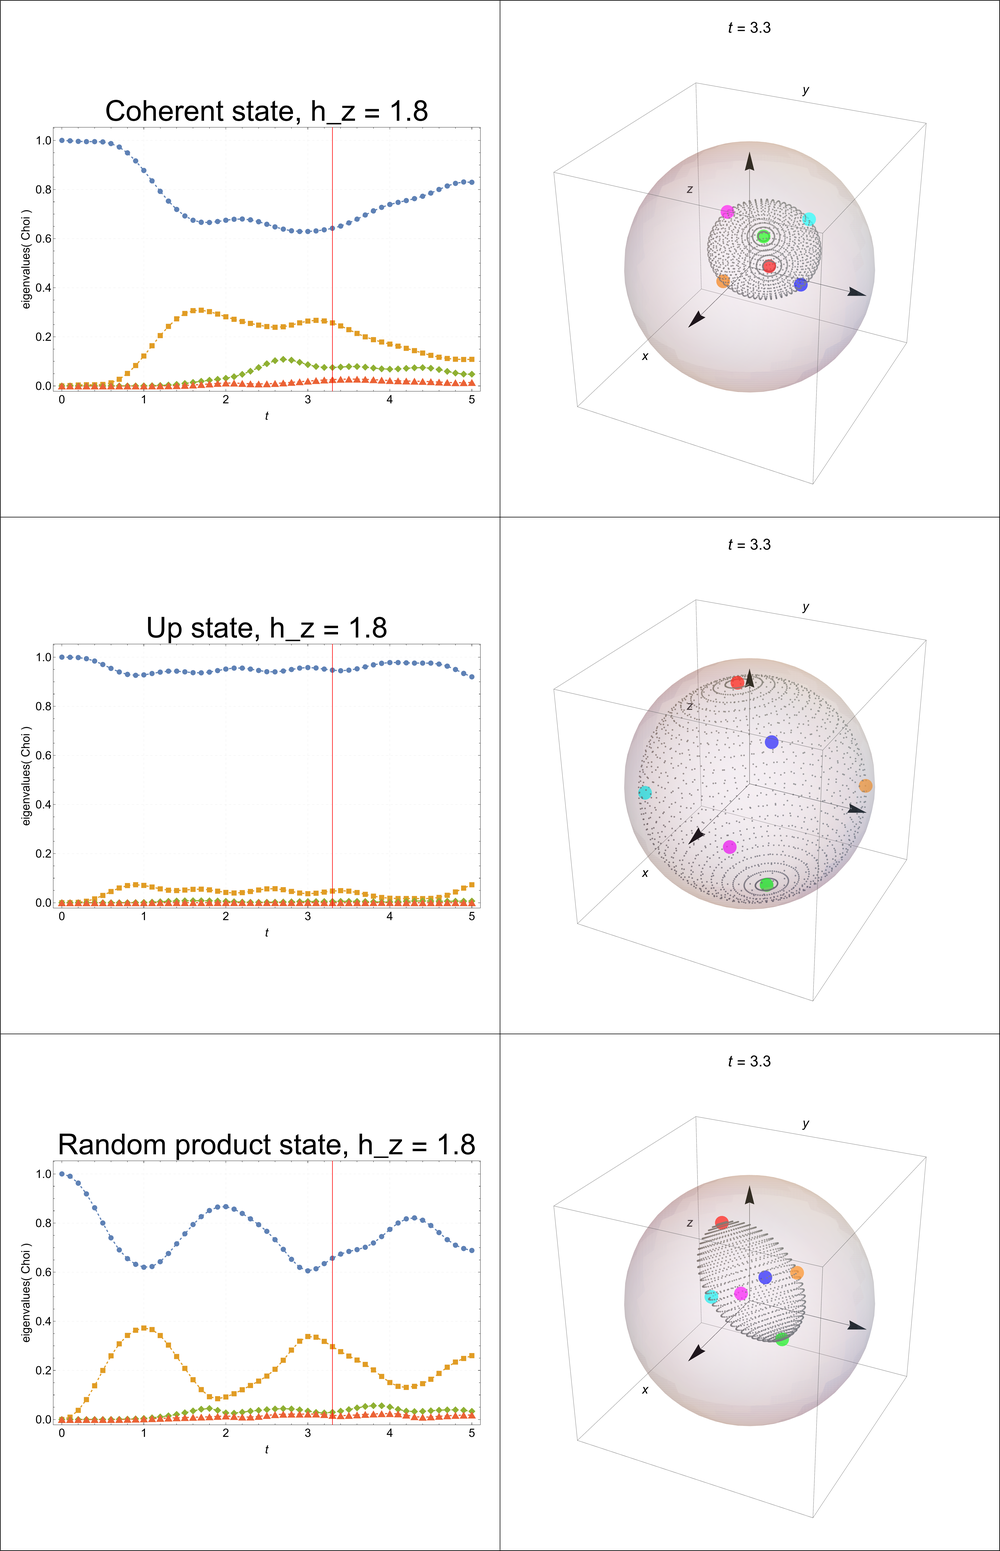 t = 3.3
Coherent state, h_z = 1.8
eigenvalues( Choi )
1.0
0.8
0.6
0.4
0.2
0.0
0 1 2 3 4 5
t
y
z
x
t = 3.3
Up state, h_z = 1.8
eigenvalues( Choi )
1.0
0.8
0.6
0.4
0.2
0.0
0 1 2 3 4 5
t
y
z
x
t = 3.3
Random product state, h_z = 1.8
eigenvalues( Choi )
1.0
0.8
0.6
0.4
0.2
0.0
0 1 2 3 4 5
t
y
z
x